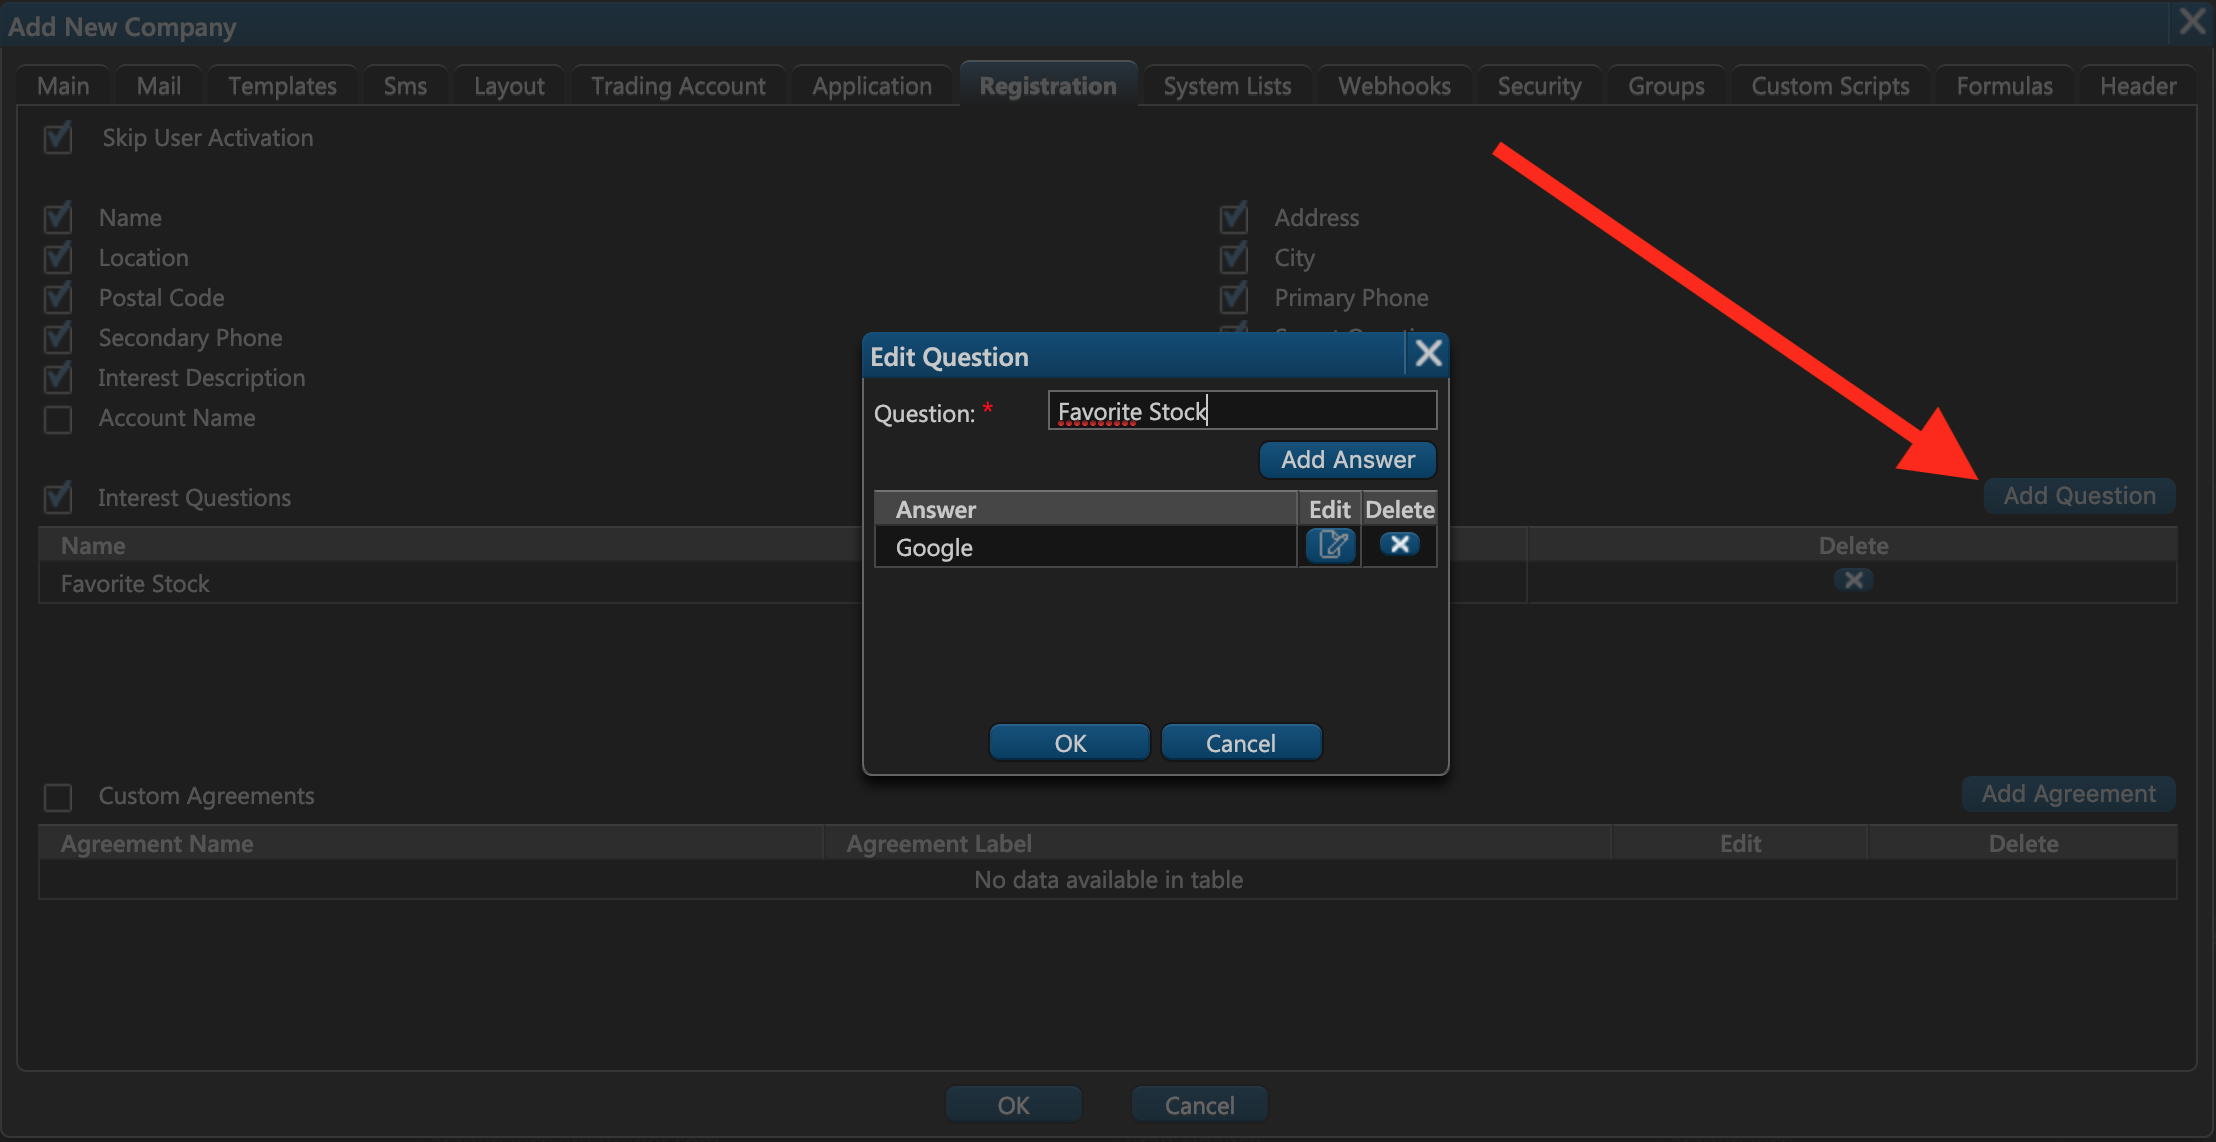 Add New Company
Main Mail Templates Sms Layout Trading Account Application Registration System Lists Webhooks Security Groups Custom Scripts Formulas Header
Skip User Activation
Name Address
Location City
Postal Code Primary Phone
Secondary Phone
Interest Description
Account Name
Edit Question
Question: * Favorite Stock
Add Answer
Answer Edit Delete
Google
OK Cancel
Interest Questions Add Question
Name Delete
Favorite Stock
Custom Agreements Add Agreement
Agreement Name Agreement Label Edit Delete
No data available in table
OK Cancel